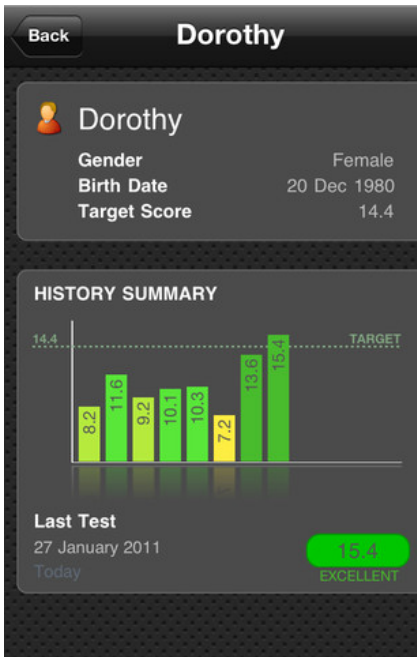 Back
Dorothy
Dorothy
Gender Female
Birth Date 20 Dec 1980
Target Score 14.4
HISTORY SUMMARY
14.4 TARGET
8.2 11.6 9.2 10.1 10.3 7.2 13.6 15.4
Last Test
27 January 2011
15.4
Today
EXCELLENT